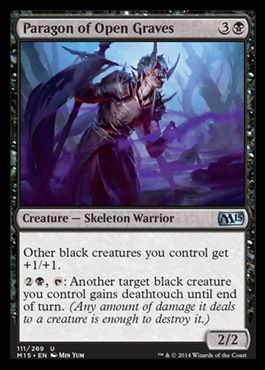 Paragon of Open Graves 3
Creature — Skeleton Warrior M15
Other black creatures you control get
+1/+1.
2, : Another target black creature
you control gains deathtouch until end
of turn. (Any amount of damage it deals
to a creature is enough to destroy it.)
2/2
111/269 U
M15 • EN Min Yum ™ & © 2014 Wizards of the Coast